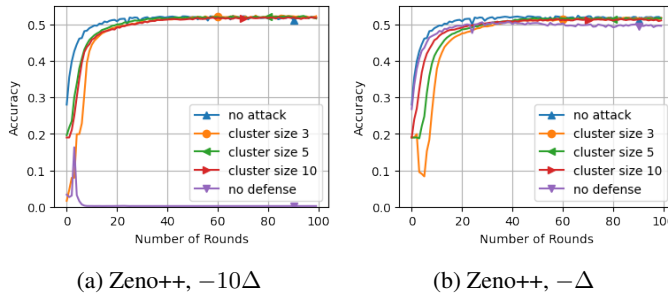 0.5
0.4
0.3
0.2
0.1
0.0
Accuracy
0 20 40 60 80 100
Number of Rounds
no attack
cluster size 3
cluster size 5
cluster size 10
no defense
(a) Zeno++, −10Δ
0.5
0.4
0.3
0.2
0.1
0.0
Accuracy
0 20 40 60 80 100
Number of Rounds
no attack
cluster size 3
cluster size 5
cluster size 10
no defense
(b) Zeno++, −Δ